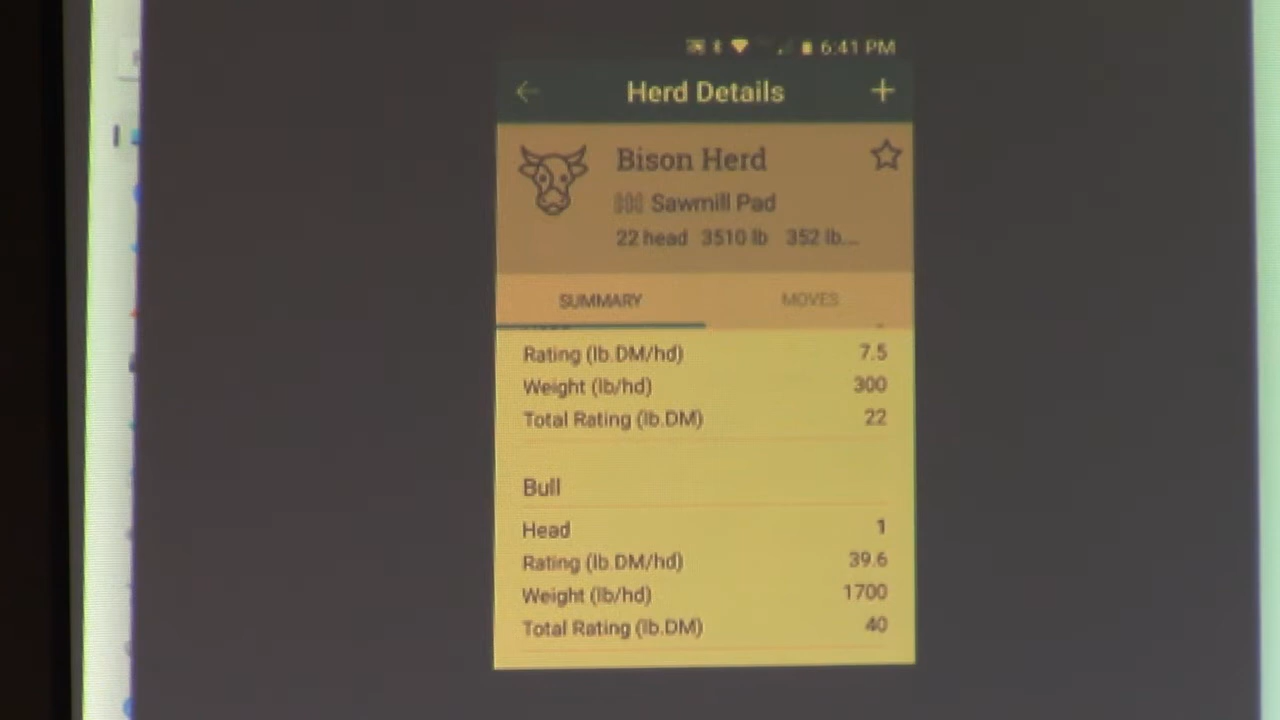 6:41 PM
Herd Details
Bison Herd
Sawmill Pad
22 head 3510 lb 352 lb...
SUMMARY MOVES
Rating (lb.DM/hd) 7.5
Weight (lb/hd) 300
Total Rating (lb.DM) 22
Bull
Head 1
Rating (lb.DM/hd) 39.6
Weight (lb/hd) 1700
Total Rating (lb.DM) 40